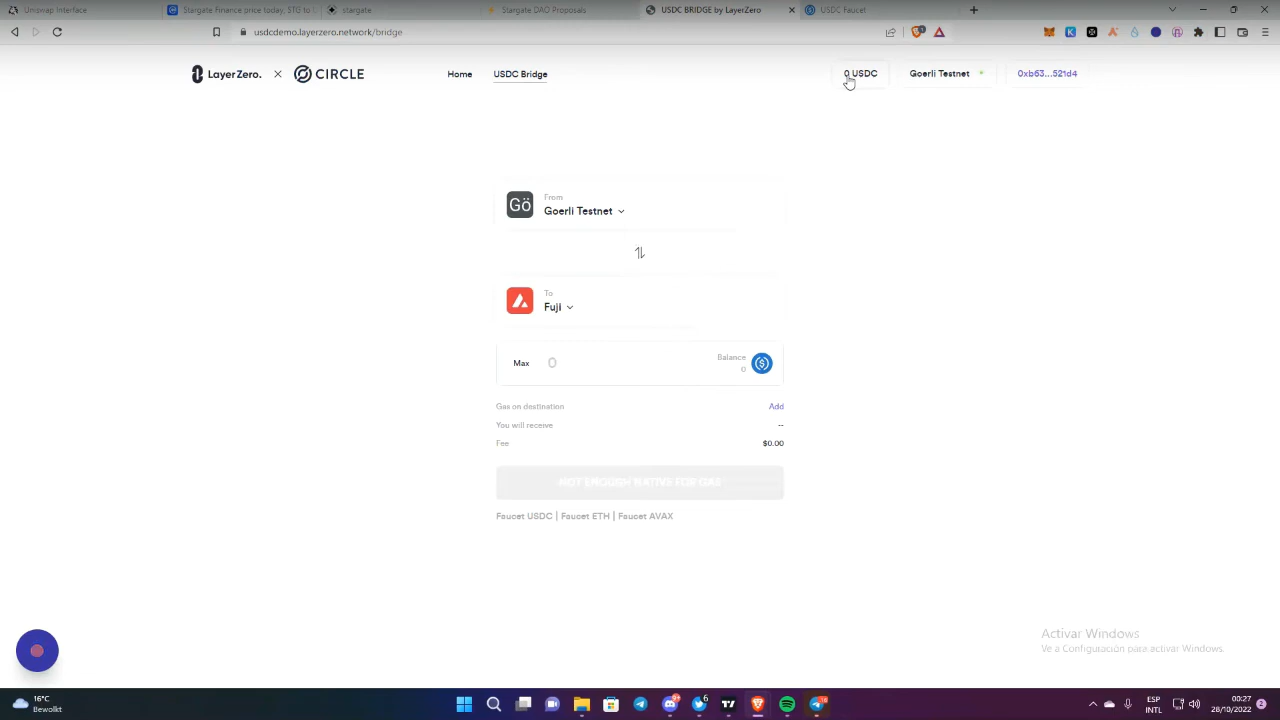 Uniswap Interface
Stargate Finance price today, STG to
stargate
Stargate DAO Proposals
USDC BRIDGE by LayerZero
USDC Faucet
usdcdemo.layerzero.network/bridge
LayerZero.
CIRCLE
Home
USDC Bridge
0 USDC
Goerli Testnet
0xb63...521d4
Gö
From
Goerli Testnet
To
Fuji
Max
0
Balance
0
Gas on destination
Add
You will receive
--
Fee
$0.00
NOT ENOUGH NATIVE FOR GAS
Faucet USDC | Faucet ETH | Faucet AVAX
Activar Windows
Ve a Configuración para activar Windows.
16°C
Bewolkt
ESP
INTL
00:27
28/10/2022